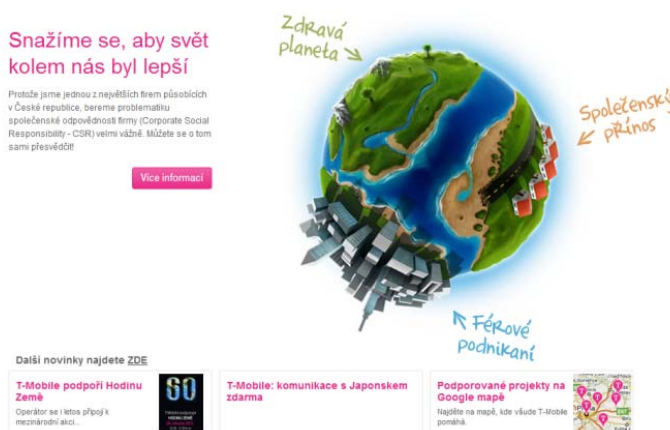 Snažíme se, aby svět
kolem nás byl lepší
Protože jsme jednou z největších firem působících
v České republice, bereme problematiku
společenské odpovědnosti firmy (Corporate Social
Responsibility - CSR) velmi vážně. Můžete se o tom
sami přesvědčit!
Více informací
Zdravá
planeta
Společenský
přínos
Férové
podnikaní
Další novinky najdete ZDE
T-Mobile podpoří Hodinu
Země
Operátor se i letos připojí k
mezinárodní akci...
60
T-Mobile: komunikace s Japonskem
zdarma
Podporované projekty na
Google mapě
Najděte na mapě, kde všude T-Mobile
pomáhá.